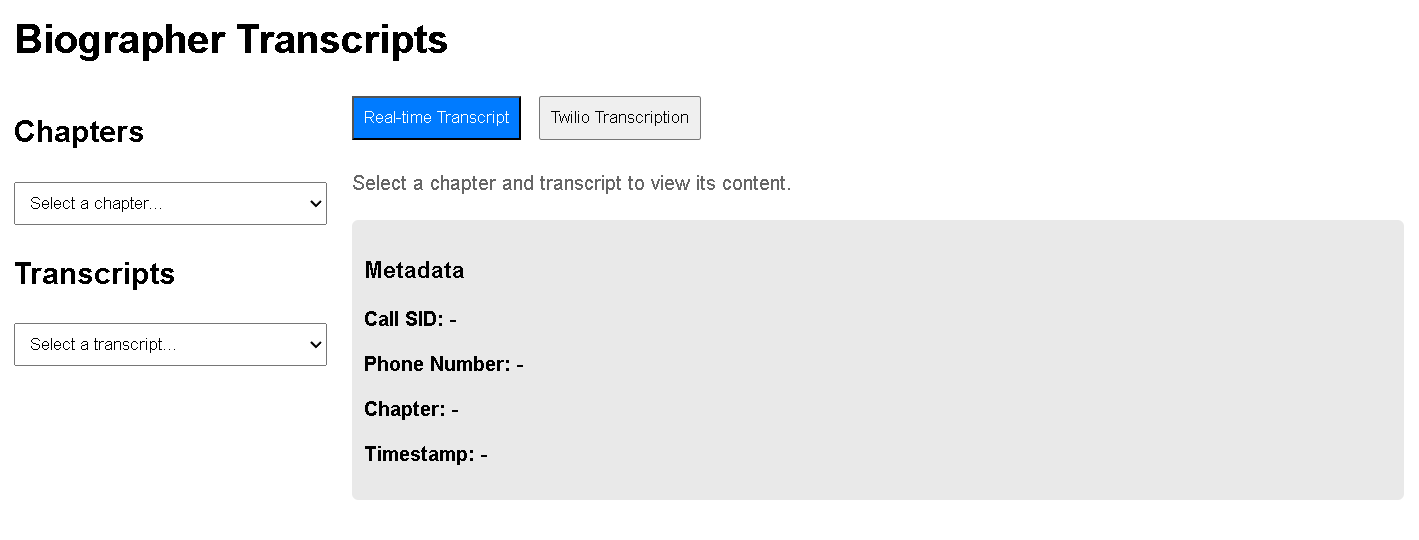 Biographer Transcripts
Chapters
Select a chapter...
Transcripts
Select a transcript...
Real-time Transcript
Twilio Transcription
Select a chapter and transcript to view its content.
Metadata
Call SID: -
Phone Number: -
Chapter: -
Timestamp: -